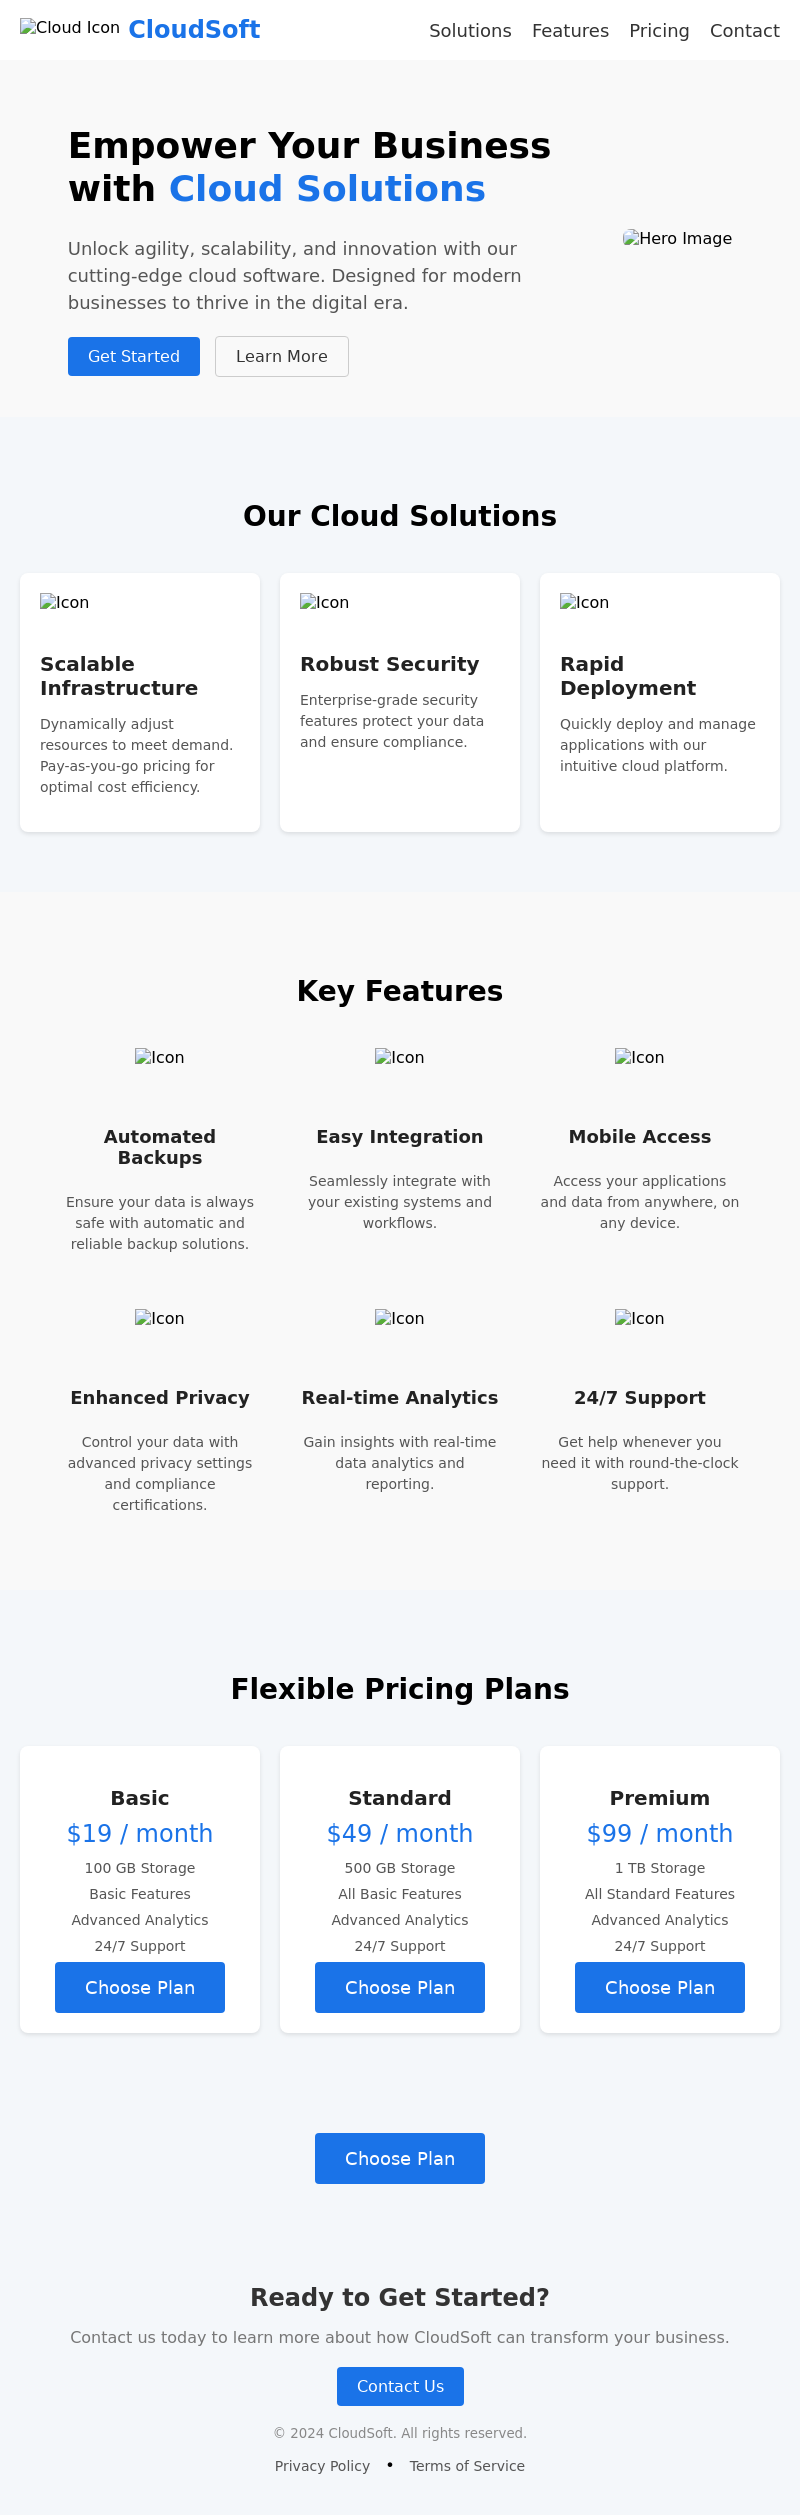 Cloud Icon CloudSoft Solutions Features Pricing Contact
Empower Your Business
with Cloud Solutions
Unlock agility, scalability, and innovation with our
cutting-edge cloud software. Designed for modern
businesses to thrive in the digital era.
Hero Image
Get Started Learn More
Our Cloud Solutions
Icon
Scalable
Infrastructure
Dynamically adjust
resources to meet demand.
Pay-as-you-go pricing for
optimal cost efficiency.
Icon
Robust Security
Enterprise-grade security
features protect your data
and ensure compliance.
Icon
Rapid
Deployment
Quickly deploy and manage
applications with our
intuitive cloud platform.
Key Features
Icon
Automated
Backups
Ensure your data is always
safe with automatic and
reliable backup solutions.
Icon
Easy Integration
Seamlessly integrate with
your existing systems and
workflows.
Icon
Mobile Access
Access your applications
and data from anywhere, on
any device.
Icon
Enhanced Privacy
Control your data with
advanced privacy settings
and compliance
certifications.
Icon
Real-time Analytics
Gain insights with real-time
data analytics and
reporting.
Icon
24/7 Support
Get help whenever you
need it with round-the-clock
support.
Flexible Pricing Plans
Basic
$19 / month
100 GB Storage
Basic Features
Advanced Analytics
24/7 Support
Choose Plan
Standard
$49 / month
500 GB Storage
All Basic Features
Advanced Analytics
24/7 Support
Choose Plan
Premium
$99 / month
1 TB Storage
All Standard Features
Advanced Analytics
24/7 Support
Choose Plan
Choose Plan
Ready to Get Started?
Contact us today to learn more about how CloudSoft can transform your business.
Contact Us
© 2024 CloudSoft. All rights reserved.
Privacy Policy • Terms of Service